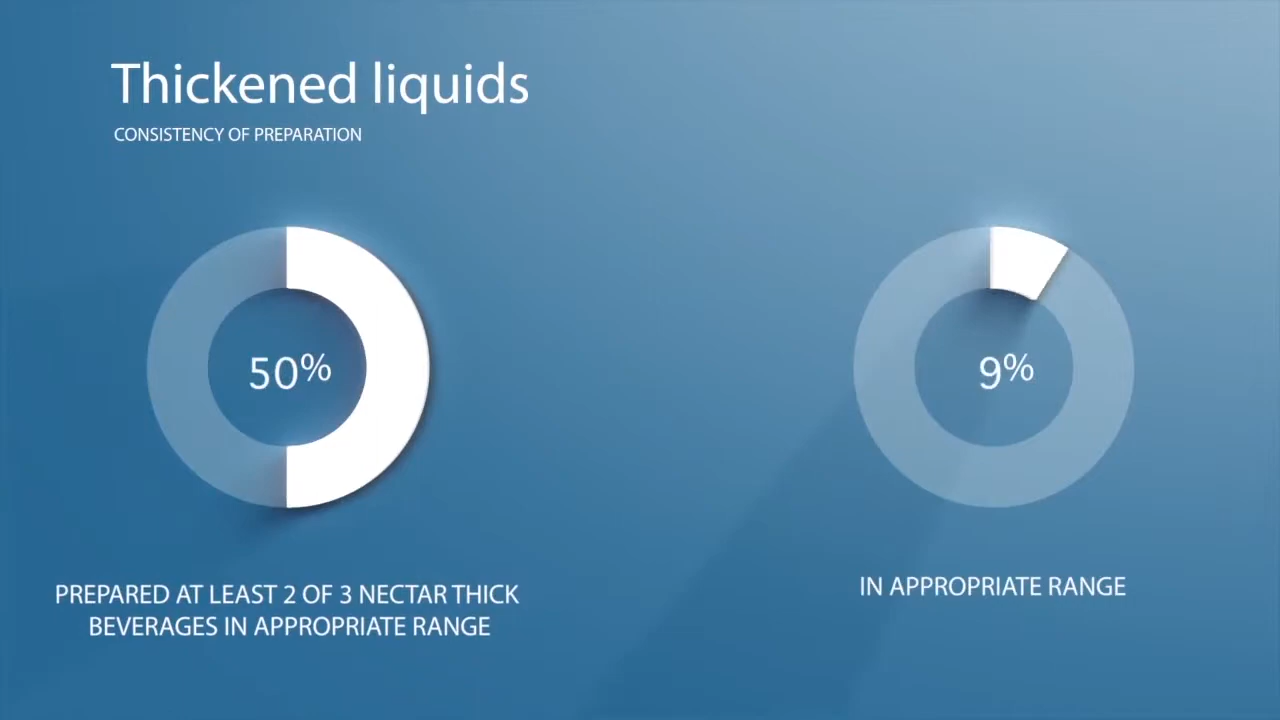 Thickened liquids
CONSISTENCY OF PREPARATION
50%
9%
PREPARED AT LEAST 2 OF 3 NECTAR THICK
BEVERAGES IN APPROPRIATE RANGE
IN APPROPRIATE RANGE